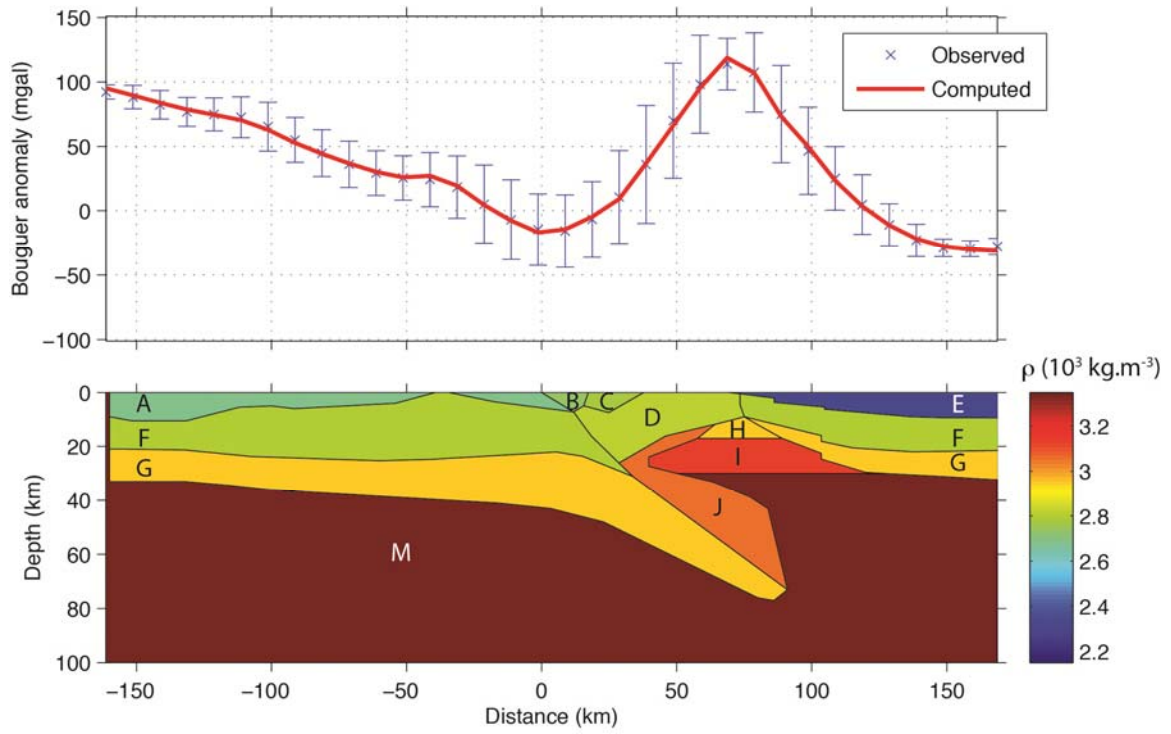 150
100
50
0
−50
−100
Bouguer anomaly (mgal)
Observed
Computed
0
20
40
60
80
100
Depth (km)
A
B
C
D
E
F
F
G
G
H
I
J
M
−150
−100
−50
0
50
100
150
Distance (km)
ρ (10³ kg.m⁻³)
3.2
3
2.8
2.6
2.4
2.2